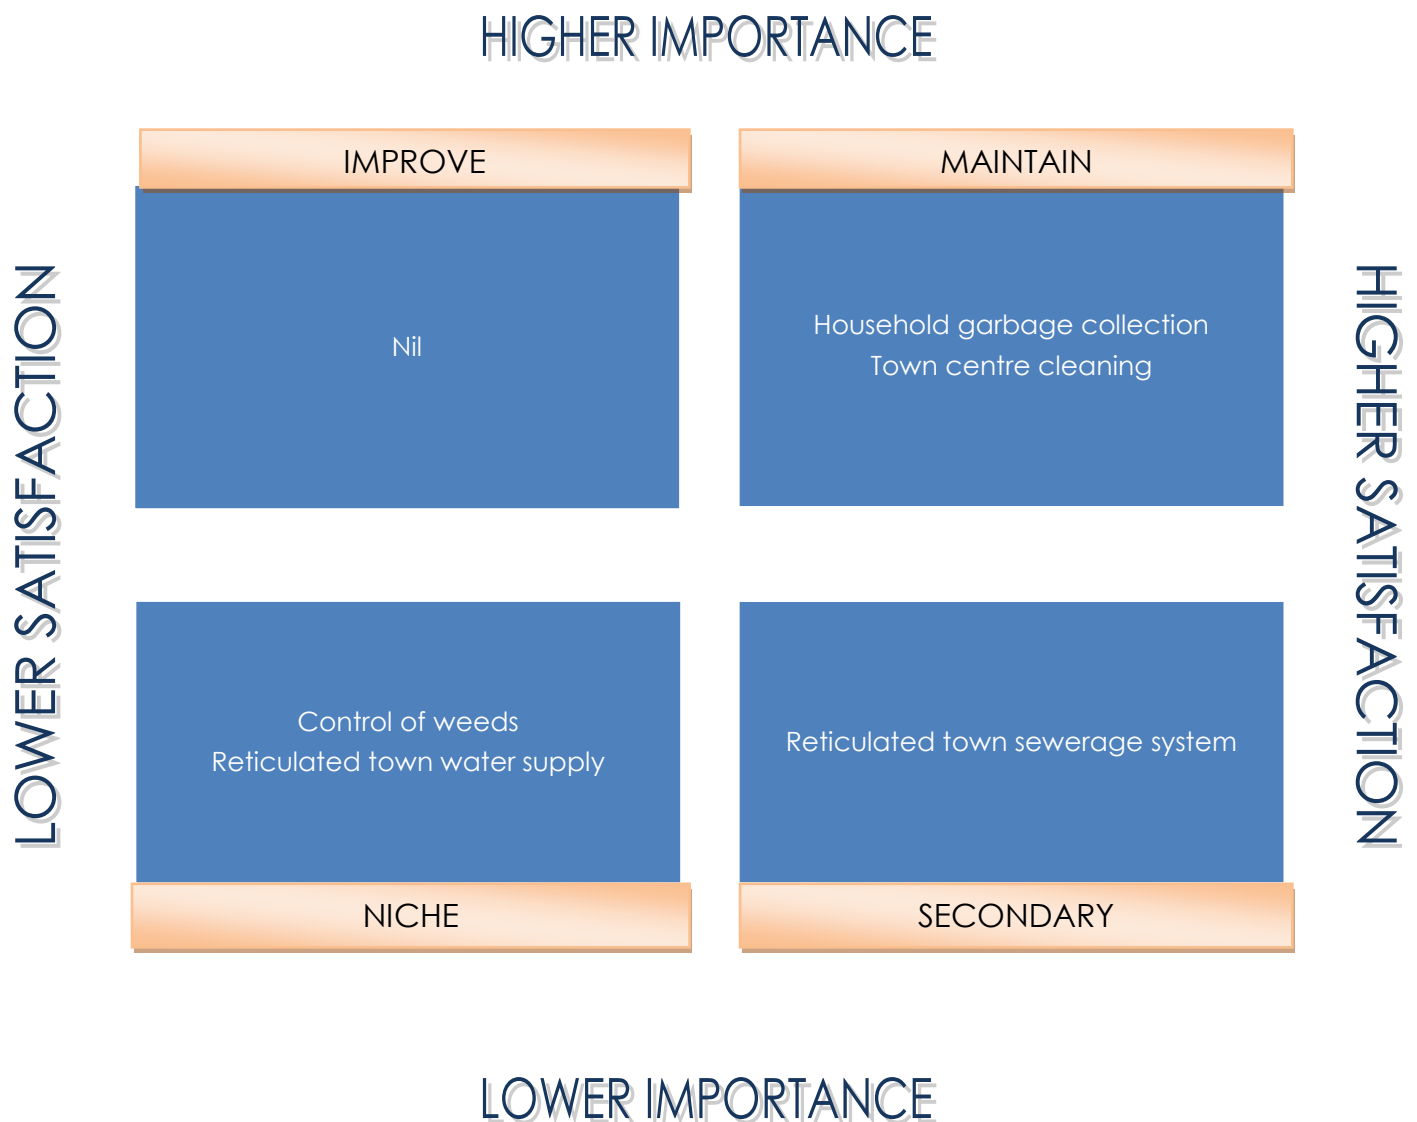 HIGHER IMPORTANCE
IMPROVE
MAINTAIN
LOWER SATISFACTION
Nil
Household garbage collection
Town centre cleaning
HIGHER SATISFACTION
Control of weeds
Reticulated town water supply
Reticulated town sewerage system
NICHE
SECONDARY
LOWER IMPORTANCE